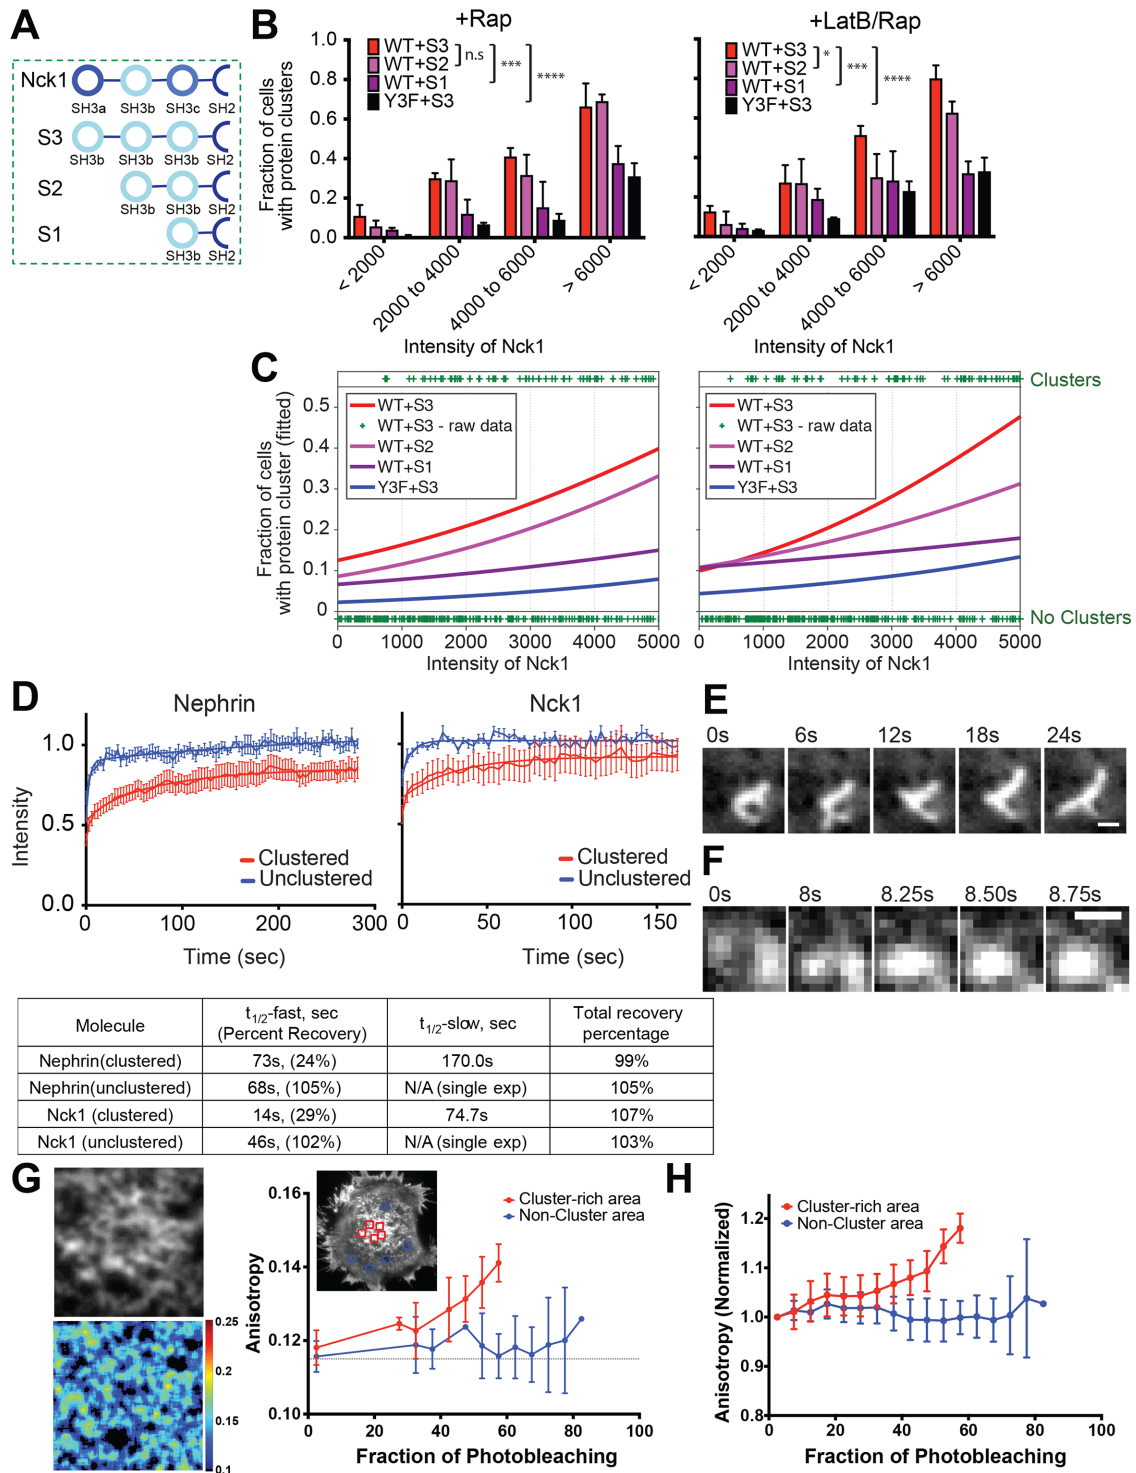 A
Nck1
SH3a SH3b SH3c SH2
S3
SH3b SH3b SH3b SH2
S2
SH3b SH3b SH2
S1
SH3b SH2
B
+Rap
Fraction of cells
with protein clusters
1.0
0.8
0.6
0.4
0.2
0.0
WT+S3
WT+S2
WT+S1
Y3F+S3
n.s
***
****
< 2000
2000 to 4000
4000 to 6000
> 6000
Intensity of Nck1
+LatB/Rap
WT+S3
WT+S2
WT+S1
Y3F+S3
*
***
****
< 2000
2000 to 4000
4000 to 6000
> 6000
Intensity of Nck1
C
Fraction of cells
with protein cluster (fitted)
0.5
0.4
0.3
0.2
0.1
0
WT+S3
WT+S3 - raw data
WT+S2
WT+S1
Y3F+S3
0 1000 2000 3000 4000 5000
Intensity of Nck1
WT+S3
WT+S3 - raw data
WT+S2
WT+S1
Y3F+S3
0 1000 2000 3000 4000 5000
Intensity of Nck1
Clusters
No Clusters
D
Nephrin
Intensity
1.0
0.5
0.0
Clustered
Unclustered
0 100 200 300
Time (sec)
Nck1
Clustered
Unclustered
0 50 100 150
Time (sec)
E
0s 6s 12s 18s 24s
F
0s 8s 8.25s 8.50s 8.75s
Molecule
t1/2-fast, sec
(Percent Recovery)
t1/2-slow, sec
Total recovery
percentage
Nephrin(clustered) 73s, (24%) 170.0s 99%
Nephrin(unclustered) 68s, (105%) N/A (single exp) 105%
Nck1 (clustered) 14s, (29%) 74.7s 107%
Nck1 (unclustered) 46s, (102%) N/A (single exp) 103%
G
0.25
0.2
0.15
0.1
Anisotropy
0.16
0.14
0.12
0.10
Cluster-rich area
Non-Cluster area
0 20 40 60 80 100
Fraction of Photobleaching
H
Anisotropy (Normalized)
1.2
1.1
1.0
0.9
0.8
Cluster-rich area
Non-Cluster area
0 20 40 60 80 100
Fraction of Photobleaching